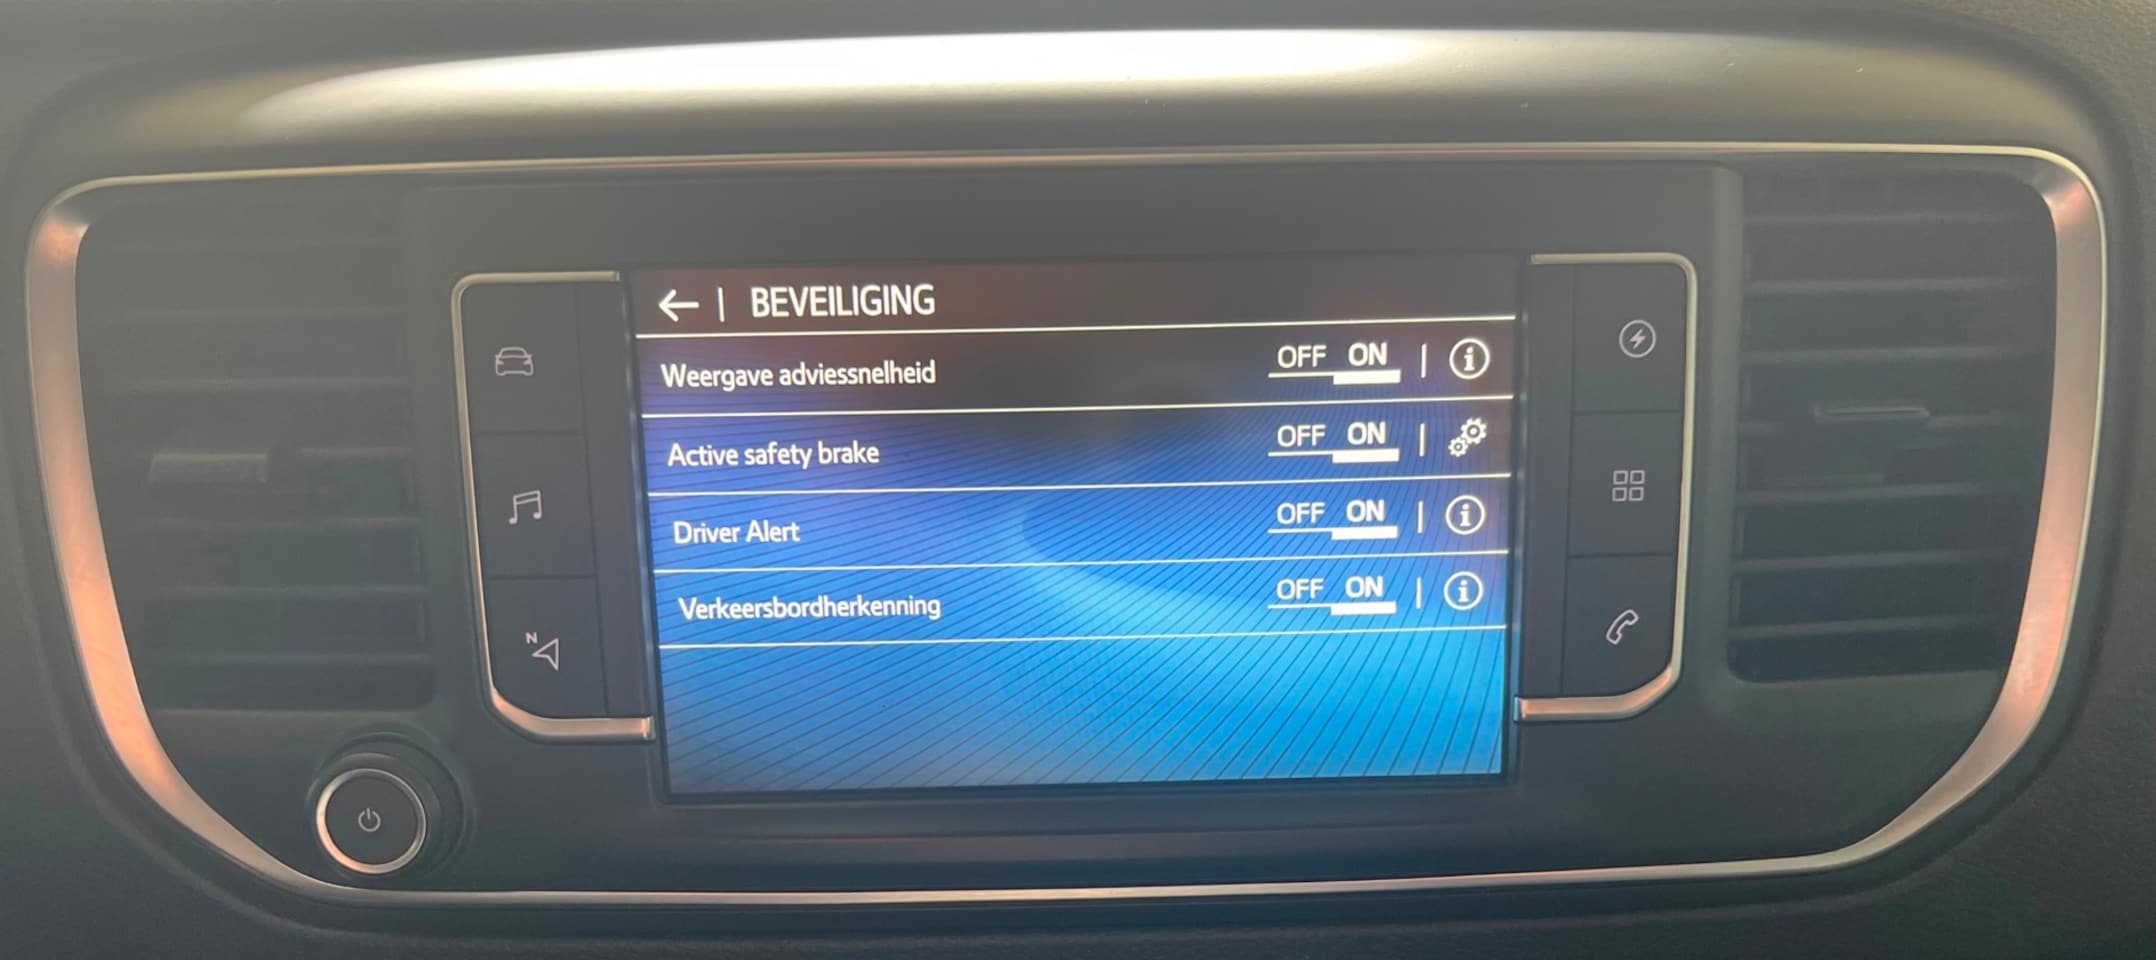 ← | BEVEILIGING
Weergave adviessnelheid OFF ON | i
Active safety brake OFF ON |
Driver Alert OFF ON | i
Verkeersbordherkenning OFF ON | i
N